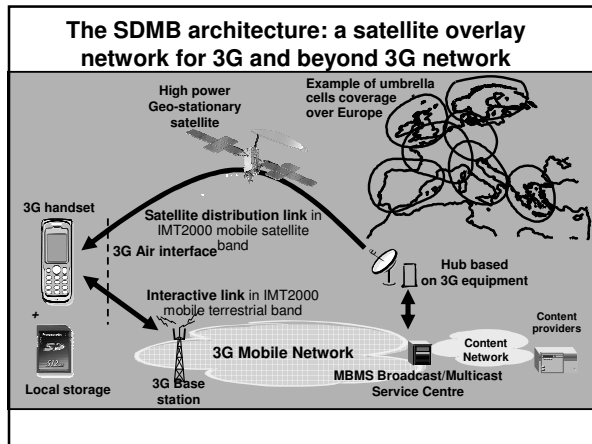 The SDMB architecture: a satellite overlay
network for 3G and beyond 3G network
High power
Geo-stationary
satellite
Example of umbrella
cells coverage
over Europe
3G handset
Satellite distribution link in
IMT2000 mobile satellite
band
3G Air interface
Hub based
on 3G equipment
Interactive link in IMT2000
mobile terrestrial band
Content
providers
+
Panasonic
SD
512MB
3G Mobile Network
Content
Network
Local storage
3G Base
station
MBMS Broadcast/Multicast
Service Centre